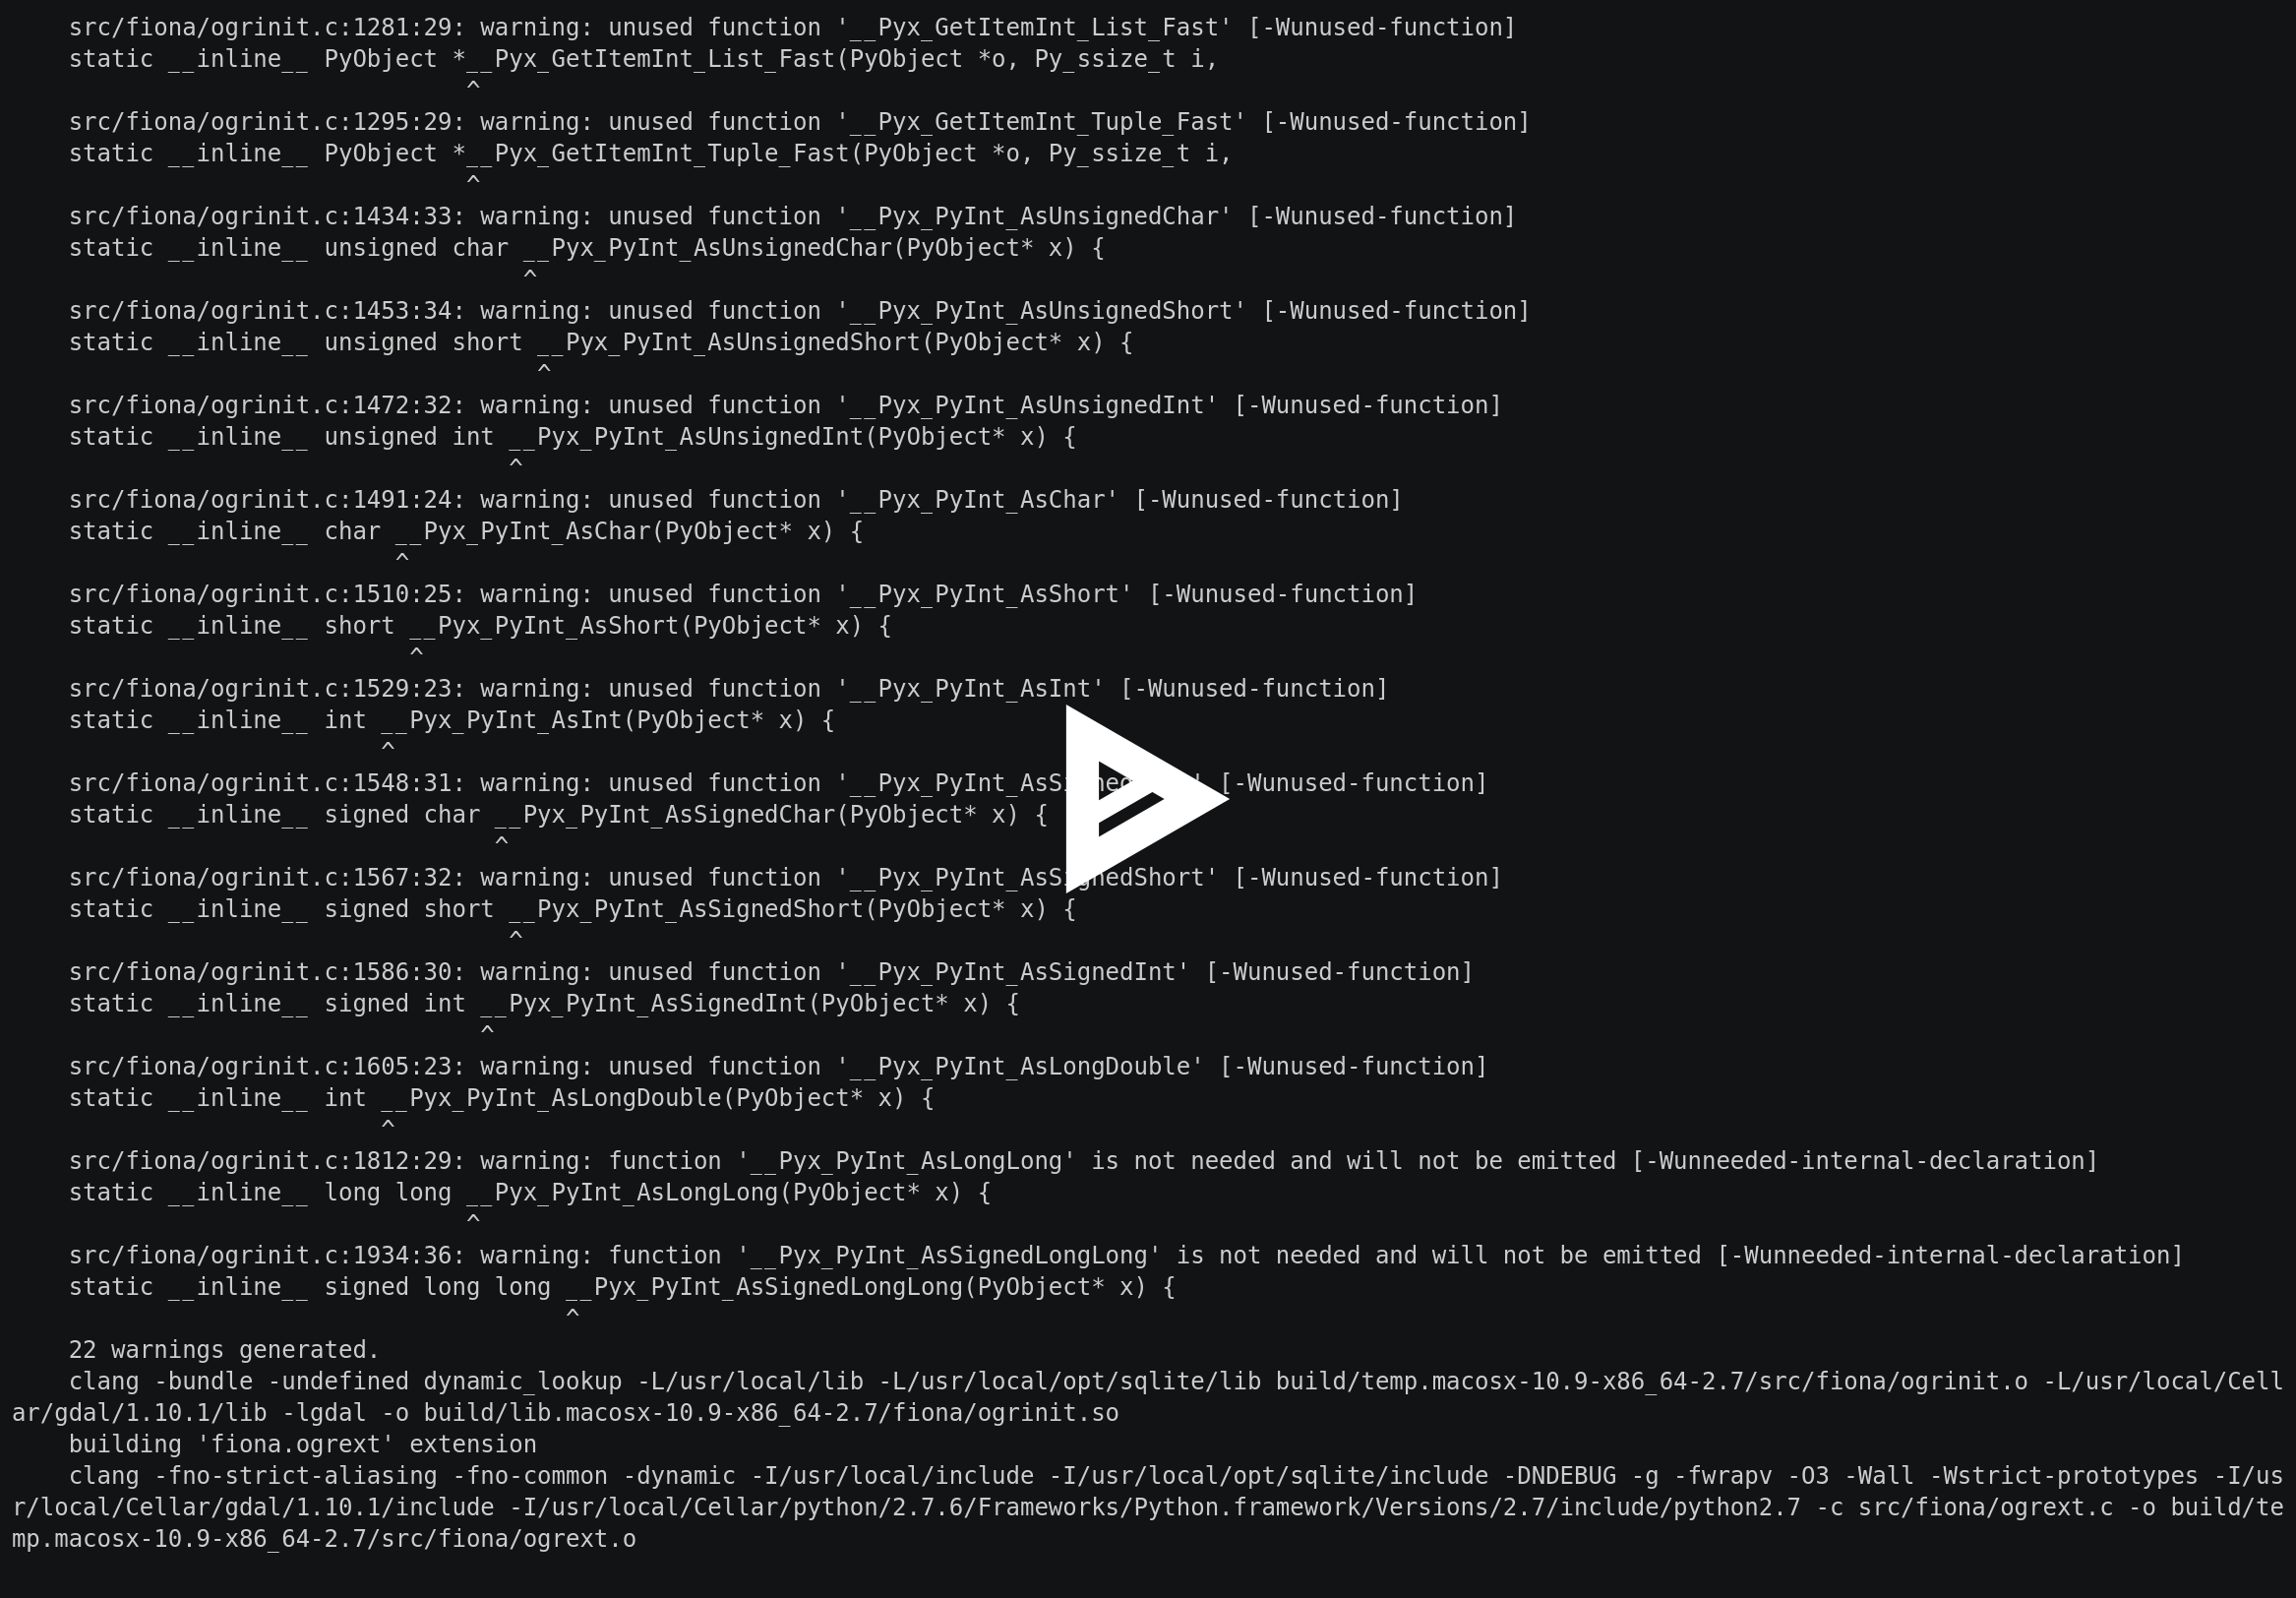 src/fiona/ogrinit.c:1281:29: warning: unused function '__Pyx_GetItemInt_List_Fast' [-Wunused-function]
static __inline__ PyObject *__Pyx_GetItemInt_List_Fast(PyObject *o, Py_ssize_t i,
^
src/fiona/ogrinit.c:1295:29: warning: unused function '__Pyx_GetItemInt_Tuple_Fast' [-Wunused-function]
static __inline__ PyObject *__Pyx_GetItemInt_Tuple_Fast(PyObject *o, Py_ssize_t i,
^
src/fiona/ogrinit.c:1434:33: warning: unused function '__Pyx_PyInt_AsUnsignedChar' [-Wunused-function]
static __inline__ unsigned char __Pyx_PyInt_AsUnsignedChar(PyObject* x) {
^
src/fiona/ogrinit.c:1453:34: warning: unused function '__Pyx_PyInt_AsUnsignedShort' [-Wunused-function]
static __inline__ unsigned short __Pyx_PyInt_AsUnsignedShort(PyObject* x) {
^
src/fiona/ogrinit.c:1472:32: warning: unused function '__Pyx_PyInt_AsUnsignedInt' [-Wunused-function]
static __inline__ unsigned int __Pyx_PyInt_AsUnsignedInt(PyObject* x) {
^
src/fiona/ogrinit.c:1491:24: warning: unused function '__Pyx_PyInt_AsChar' [-Wunused-function]
static __inline__ char __Pyx_PyInt_AsChar(PyObject* x) {
^
src/fiona/ogrinit.c:1510:25: warning: unused function '__Pyx_PyInt_AsShort' [-Wunused-function]
static __inline__ short __Pyx_PyInt_AsShort(PyObject* x) {
^
src/fiona/ogrinit.c:1529:23: warning: unused function '__Pyx_PyInt_AsInt' [-Wunused-function]
static __inline__ int __Pyx_PyInt_AsInt(PyObject* x) {
^
src/fiona/ogrinit.c:1548:31: warning: unused function [-Wunused-function]
static __inline__ signed char __Pyx_PyInt_AsSignedChar(PyObject* x) {
^
src/fiona/ogrinit.c:1567:32: warning: unused function '__Pyx_PyInt_AsSignedShort' [-Wunused-function]
static __inline__ signed short __Pyx_PyInt_AsSignedShort(PyObject* x) {
^
src/fiona/ogrinit.c:1586:30: warning: unused function '__Pyx_PyInt_AsSignedInt' [-Wunused-function]
static __inline__ signed int __Pyx_PyInt_AsSignedInt(PyObject* x) {
^
src/fiona/ogrinit.c:1605:23: warning: unused function '__Pyx_PyInt_AsLongDouble' [-Wunused-function]
static __inline__ int __Pyx_PyInt_AsLongDouble(PyObject* x) {
^
src/fiona/ogrinit.c:1812:29: warning: function '__Pyx_PyInt_AsLongLong' is not needed and will not be emitted [-Wunneeded-internal-declaration]
static __inline__ long long __Pyx_PyInt_AsLongLong(PyObject* x) {
^
src/fiona/ogrinit.c:1934:36: warning: function '__Pyx_PyInt_AsSignedLongLong' is not needed and will not be emitted [-Wunneeded-internal-declaration]
static __inline__ signed long long __Pyx_PyInt_AsSignedLongLong(PyObject* x) {
^
22 warnings generated.
clang -bundle -undefined dynamic_lookup -L/usr/local/lib -L/usr/local/opt/sqlite/lib build/temp.macosx-10.9-x86_64-2.7/src/fiona/ogrinit.o -L/usr/local/Cell
ar/gdal/1.10.1/lib -lgdal -o build/lib.macosx-10.9-x86_64-2.7/fiona/ogrinit.so
building 'fiona.ogrext' extension
clang -fno-strict-aliasing -fno-common -dynamic -I/usr/local/include -I/usr/local/opt/sqlite/include -DNDEBUG -g -fwrapv -O3 -Wall -Wstrict-prototypes -I/us
r/local/Cellar/gdal/1.10.1/include -I/usr/local/Cellar/python/2.7.6/Frameworks/Python.framework/Versions/2.7/include/python2.7 -c src/fiona/ogrext.c -o build/te
mp.macosx-10.9-x86_64-2.7/src/fiona/ogrext.o